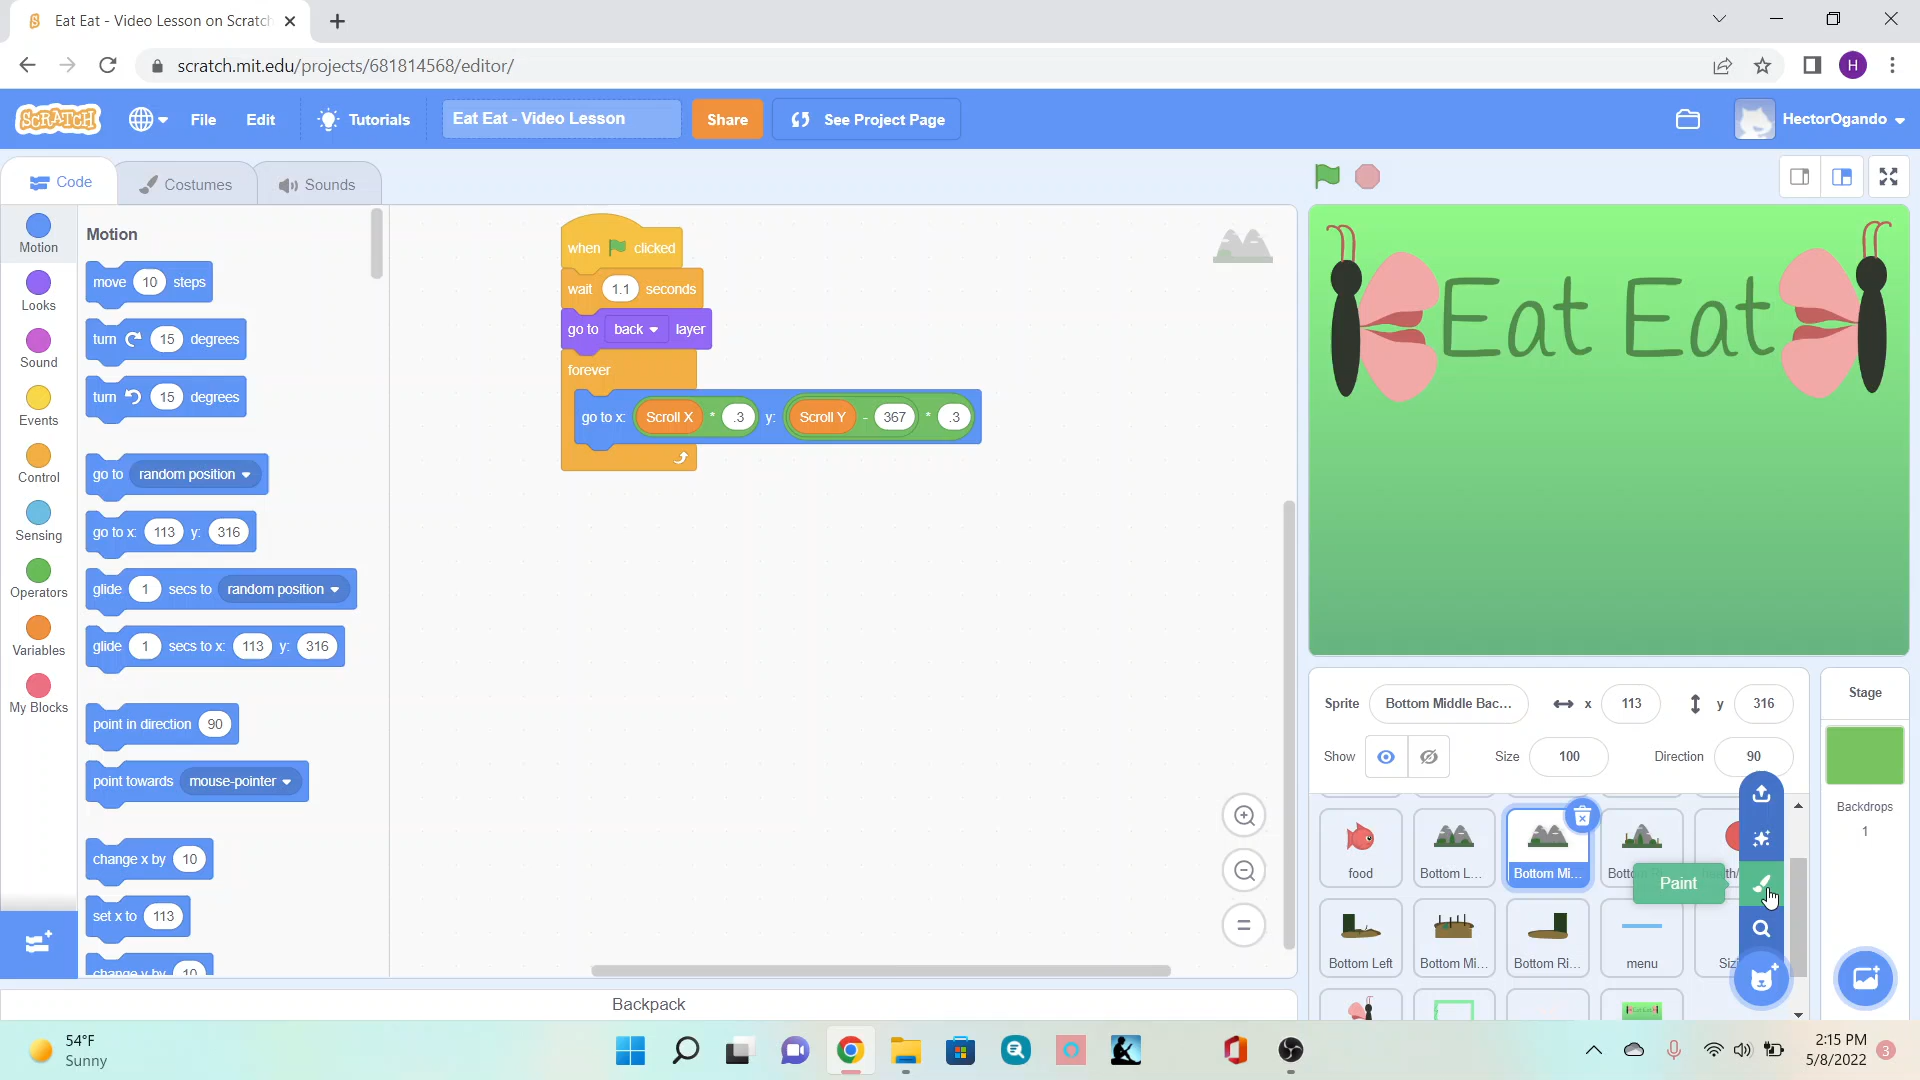 Eat Eat - Video Lesson on Scratch
scratch.mit.edu/projects/681814568/editor/
H
SCRATCH
File
Edit
Tutorials
Eat Eat - Video Lesson
Share
See Project Page
HectorOgando
Code
Costumes
Sounds
Motion
Looks
Sound
Events
Control
Sensing
Operators
Variables
My Blocks
Motion
move 10 steps
turn 15 degrees
turn 15 degrees
go to random position
go to x: 113 y: 316
glide 1 secs to random position
glide 1 secs to x: 113 y: 316
point in direction 90
point towards mouse-pointer
change x by 10
set x to 113
change y by 10
when clicked
wait 1.1 seconds
go to back layer
forever
go to x: Scroll X * .3 y: Scroll Y - 367 * .3
Backpack
Eat Eat
Sprite Bottom Middle Bac... x 113 y 316
Show Size 100 Direction 90
food Bottom L... Bottom Mi...
Paint
Bottom Left Bottom Mi... Bottom Ri... menu
Stage
Backdrops
1
54°F
Sunny
2:15 PM
5/8/2022
3